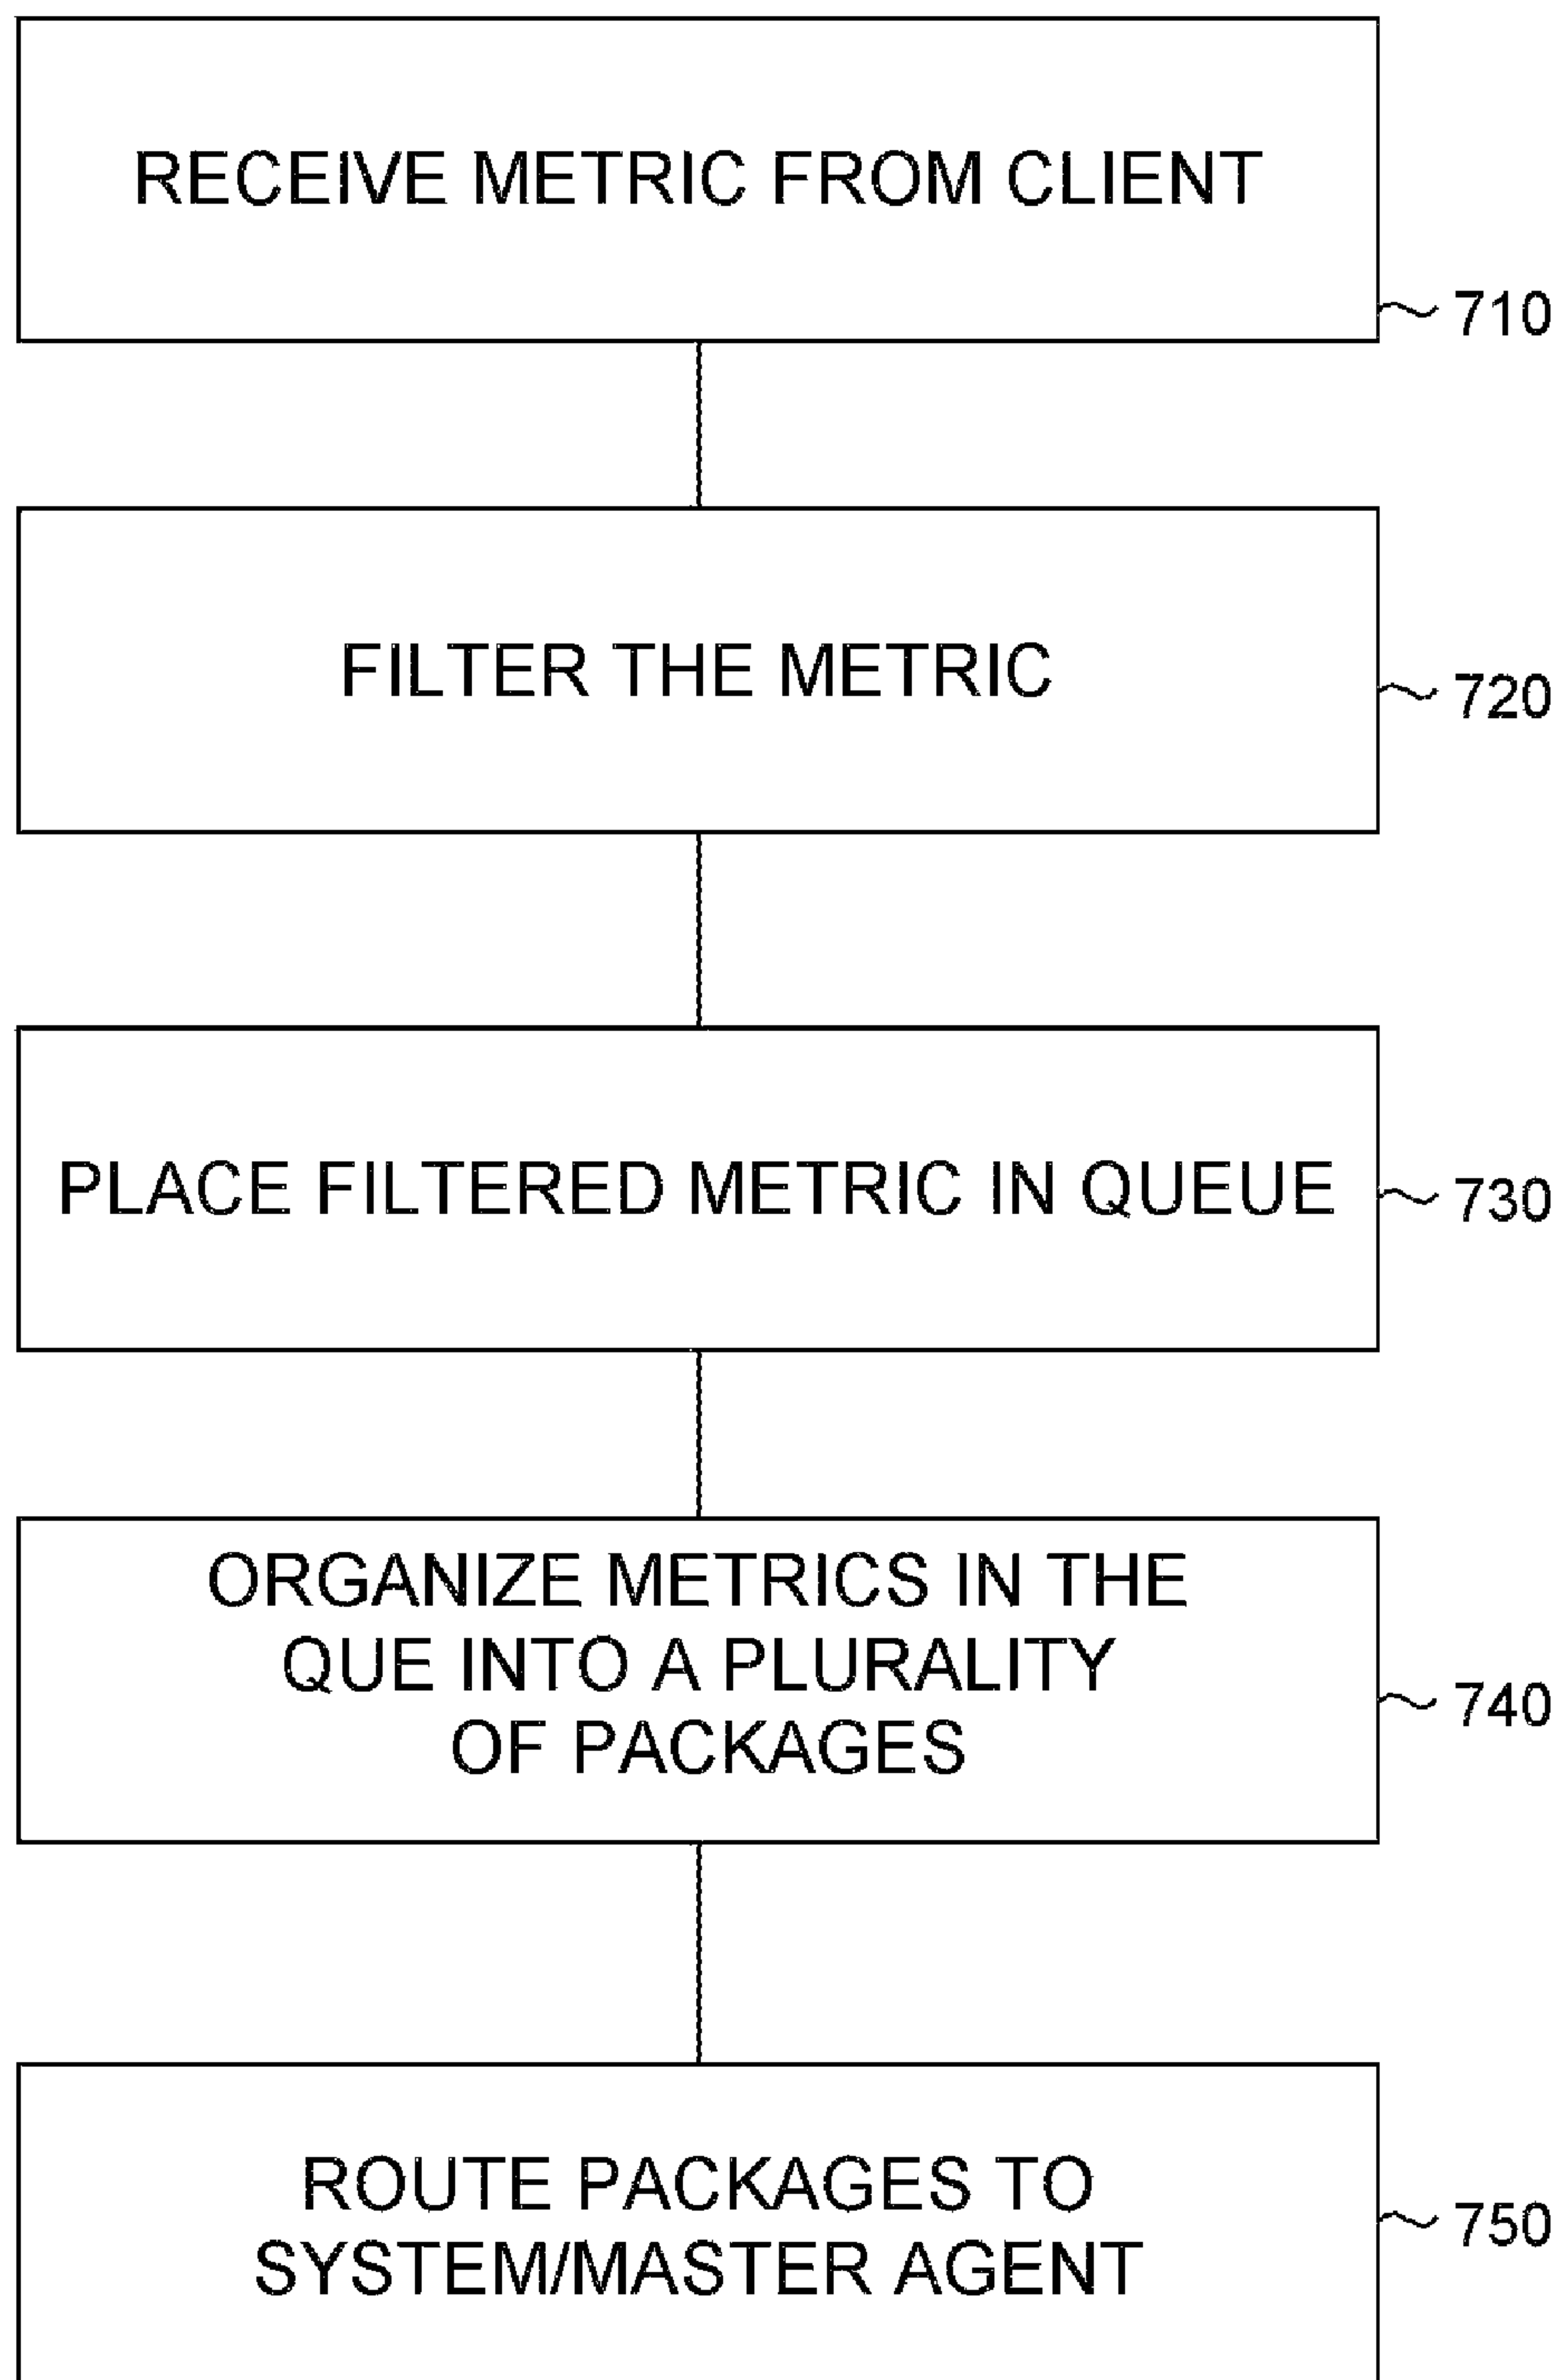 RECEIVE METRIC FROM CLIENT
710
FILTER THE METRIC
720
PLACE FILTERED METRIC IN QUEUE
730
ORGANIZE METRICS IN THE
QUE INTO A PLURALITY
OF PACKAGES
740
ROUTE PACKAGES TO
SYSTEM/MASTER AGENT
750